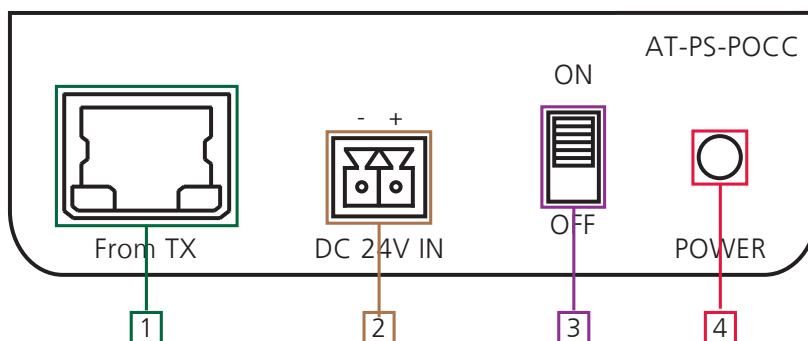 AT-PS-POCC
ON
- +
OFF
From TX
DC 24V IN
POWER
1
2
3
4